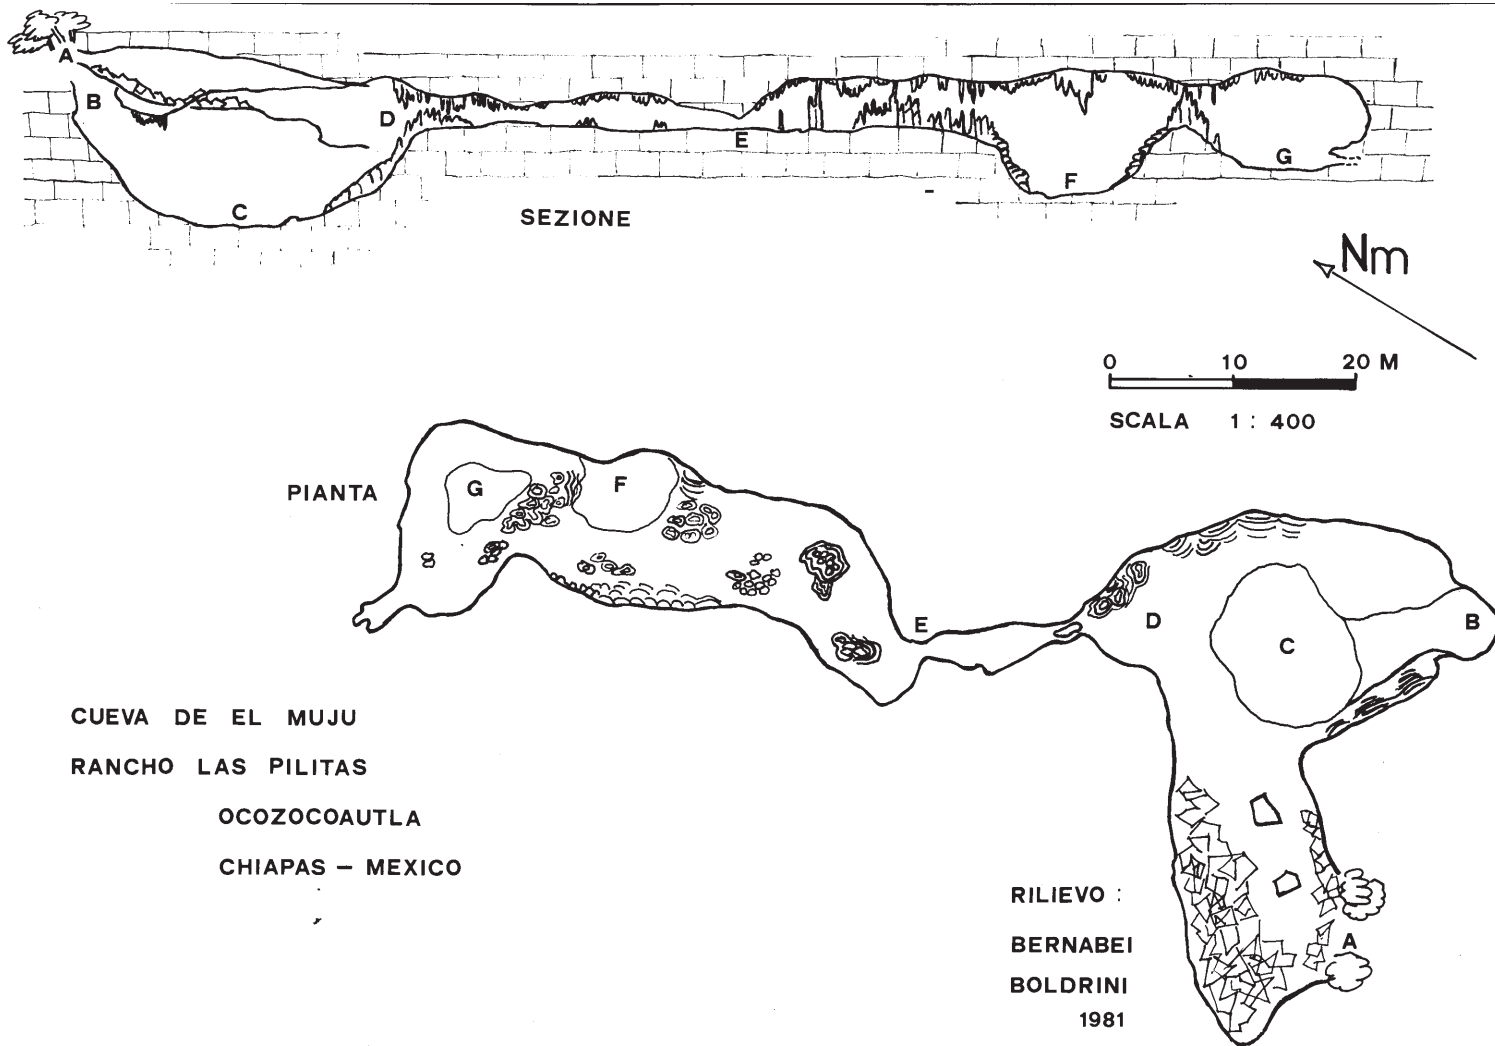 A
B
C
D
E
F
G
SEZIONE
Nm
0 10 20 M
SCALA 1 : 400
PIANTA
G
F
E
D
C
B
A
CUEVA DE EL MUJU
RANCHO LAS PILITAS
OCOZOCOAUTLA
CHIAPAS – MEXICO
RILIEVO :
BERNABEI
BOLDRINI
1981